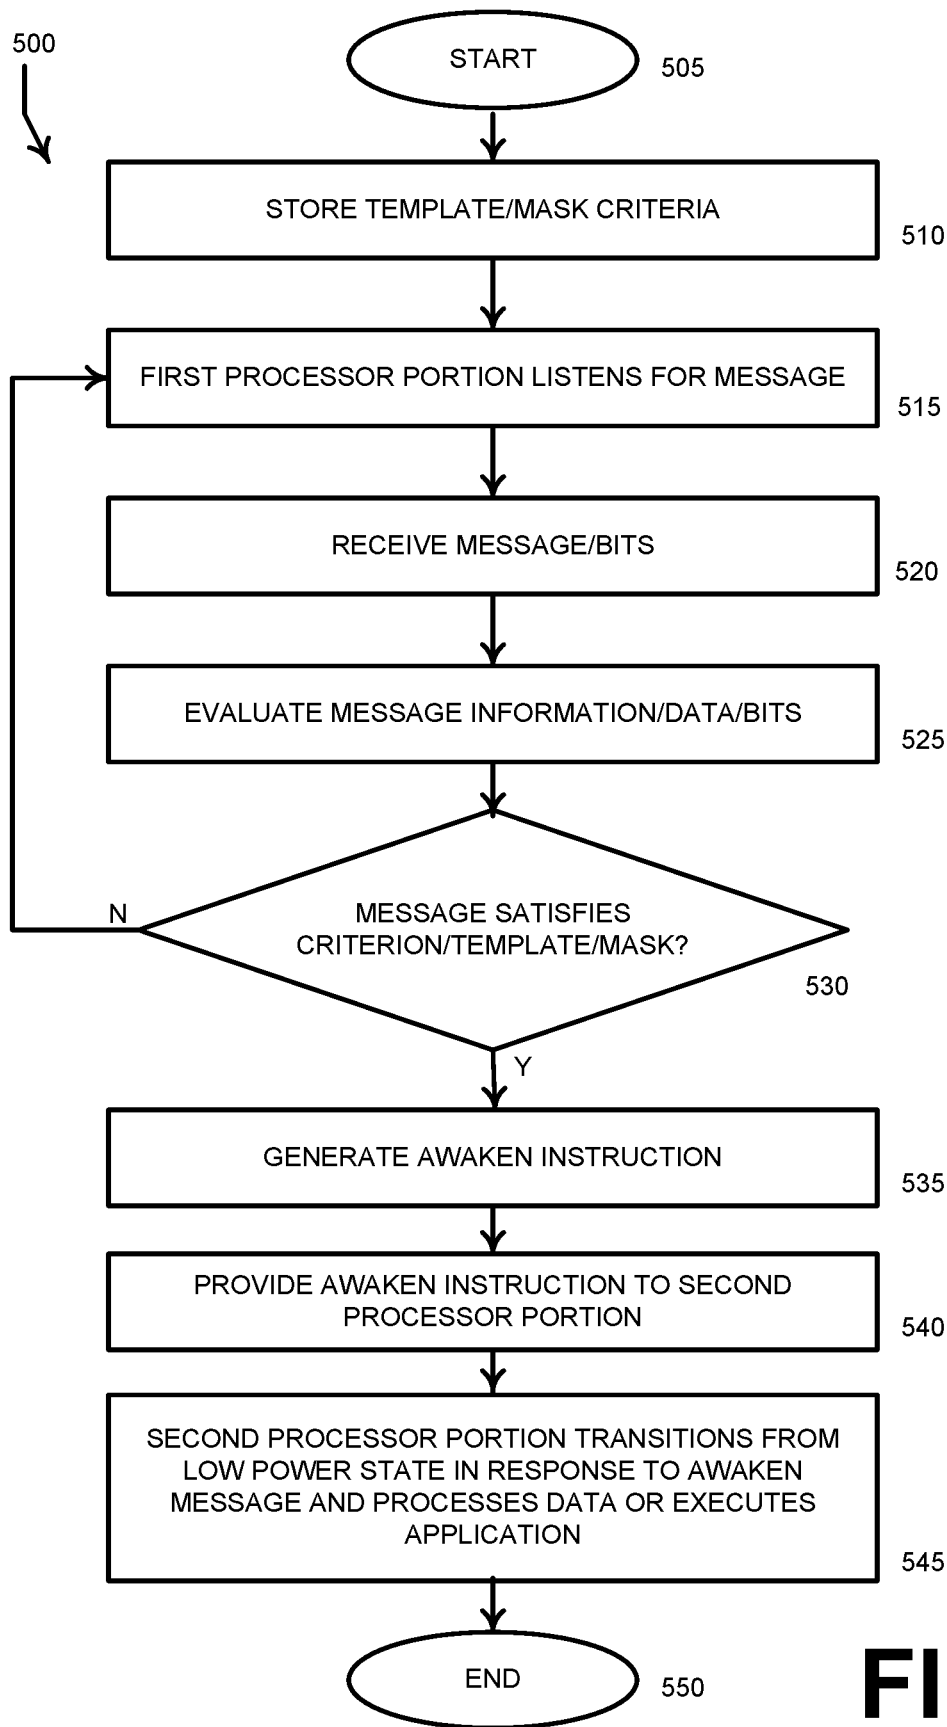 500
START
505
STORE TEMPLATE/MASK CRITERIA
510
FIRST PROCESSOR PORTION LISTENS FOR MESSAGE
515
RECEIVE MESSAGE/BITS
520
EVALUATE MESSAGE INFORMATION/DATA/BITS
525
N
MESSAGE SATISFIES
CRITERION/TEMPLATE/MASK?
530
Y
GENERATE AWAKEN INSTRUCTION
535
PROVIDE AWAKEN INSTRUCTION TO SECOND
PROCESSOR PORTION
540
SECOND PROCESSOR PORTION TRANSITIONS FROM
LOW POWER STATE IN RESPONSE TO AWAKEN
MESSAGE AND PROCESSES DATA OR EXECUTES
APPLICATION
545
END
550
FI